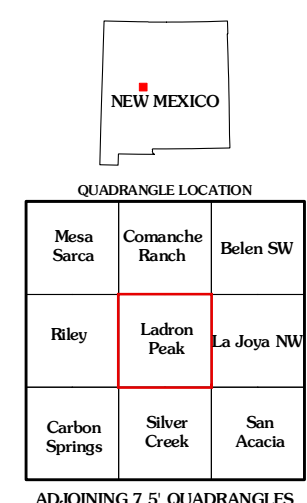 NEW MEXICO
QUADRANGLE LOCATION
Mesa
Sarca
Comanche
Ranch
Belen SW
Riley
Ladron
Peak
La Joya NW
Carbon
Springs
Silver
Creek
San
Acacia
ADJOINING 7.5' QUADRANGLES